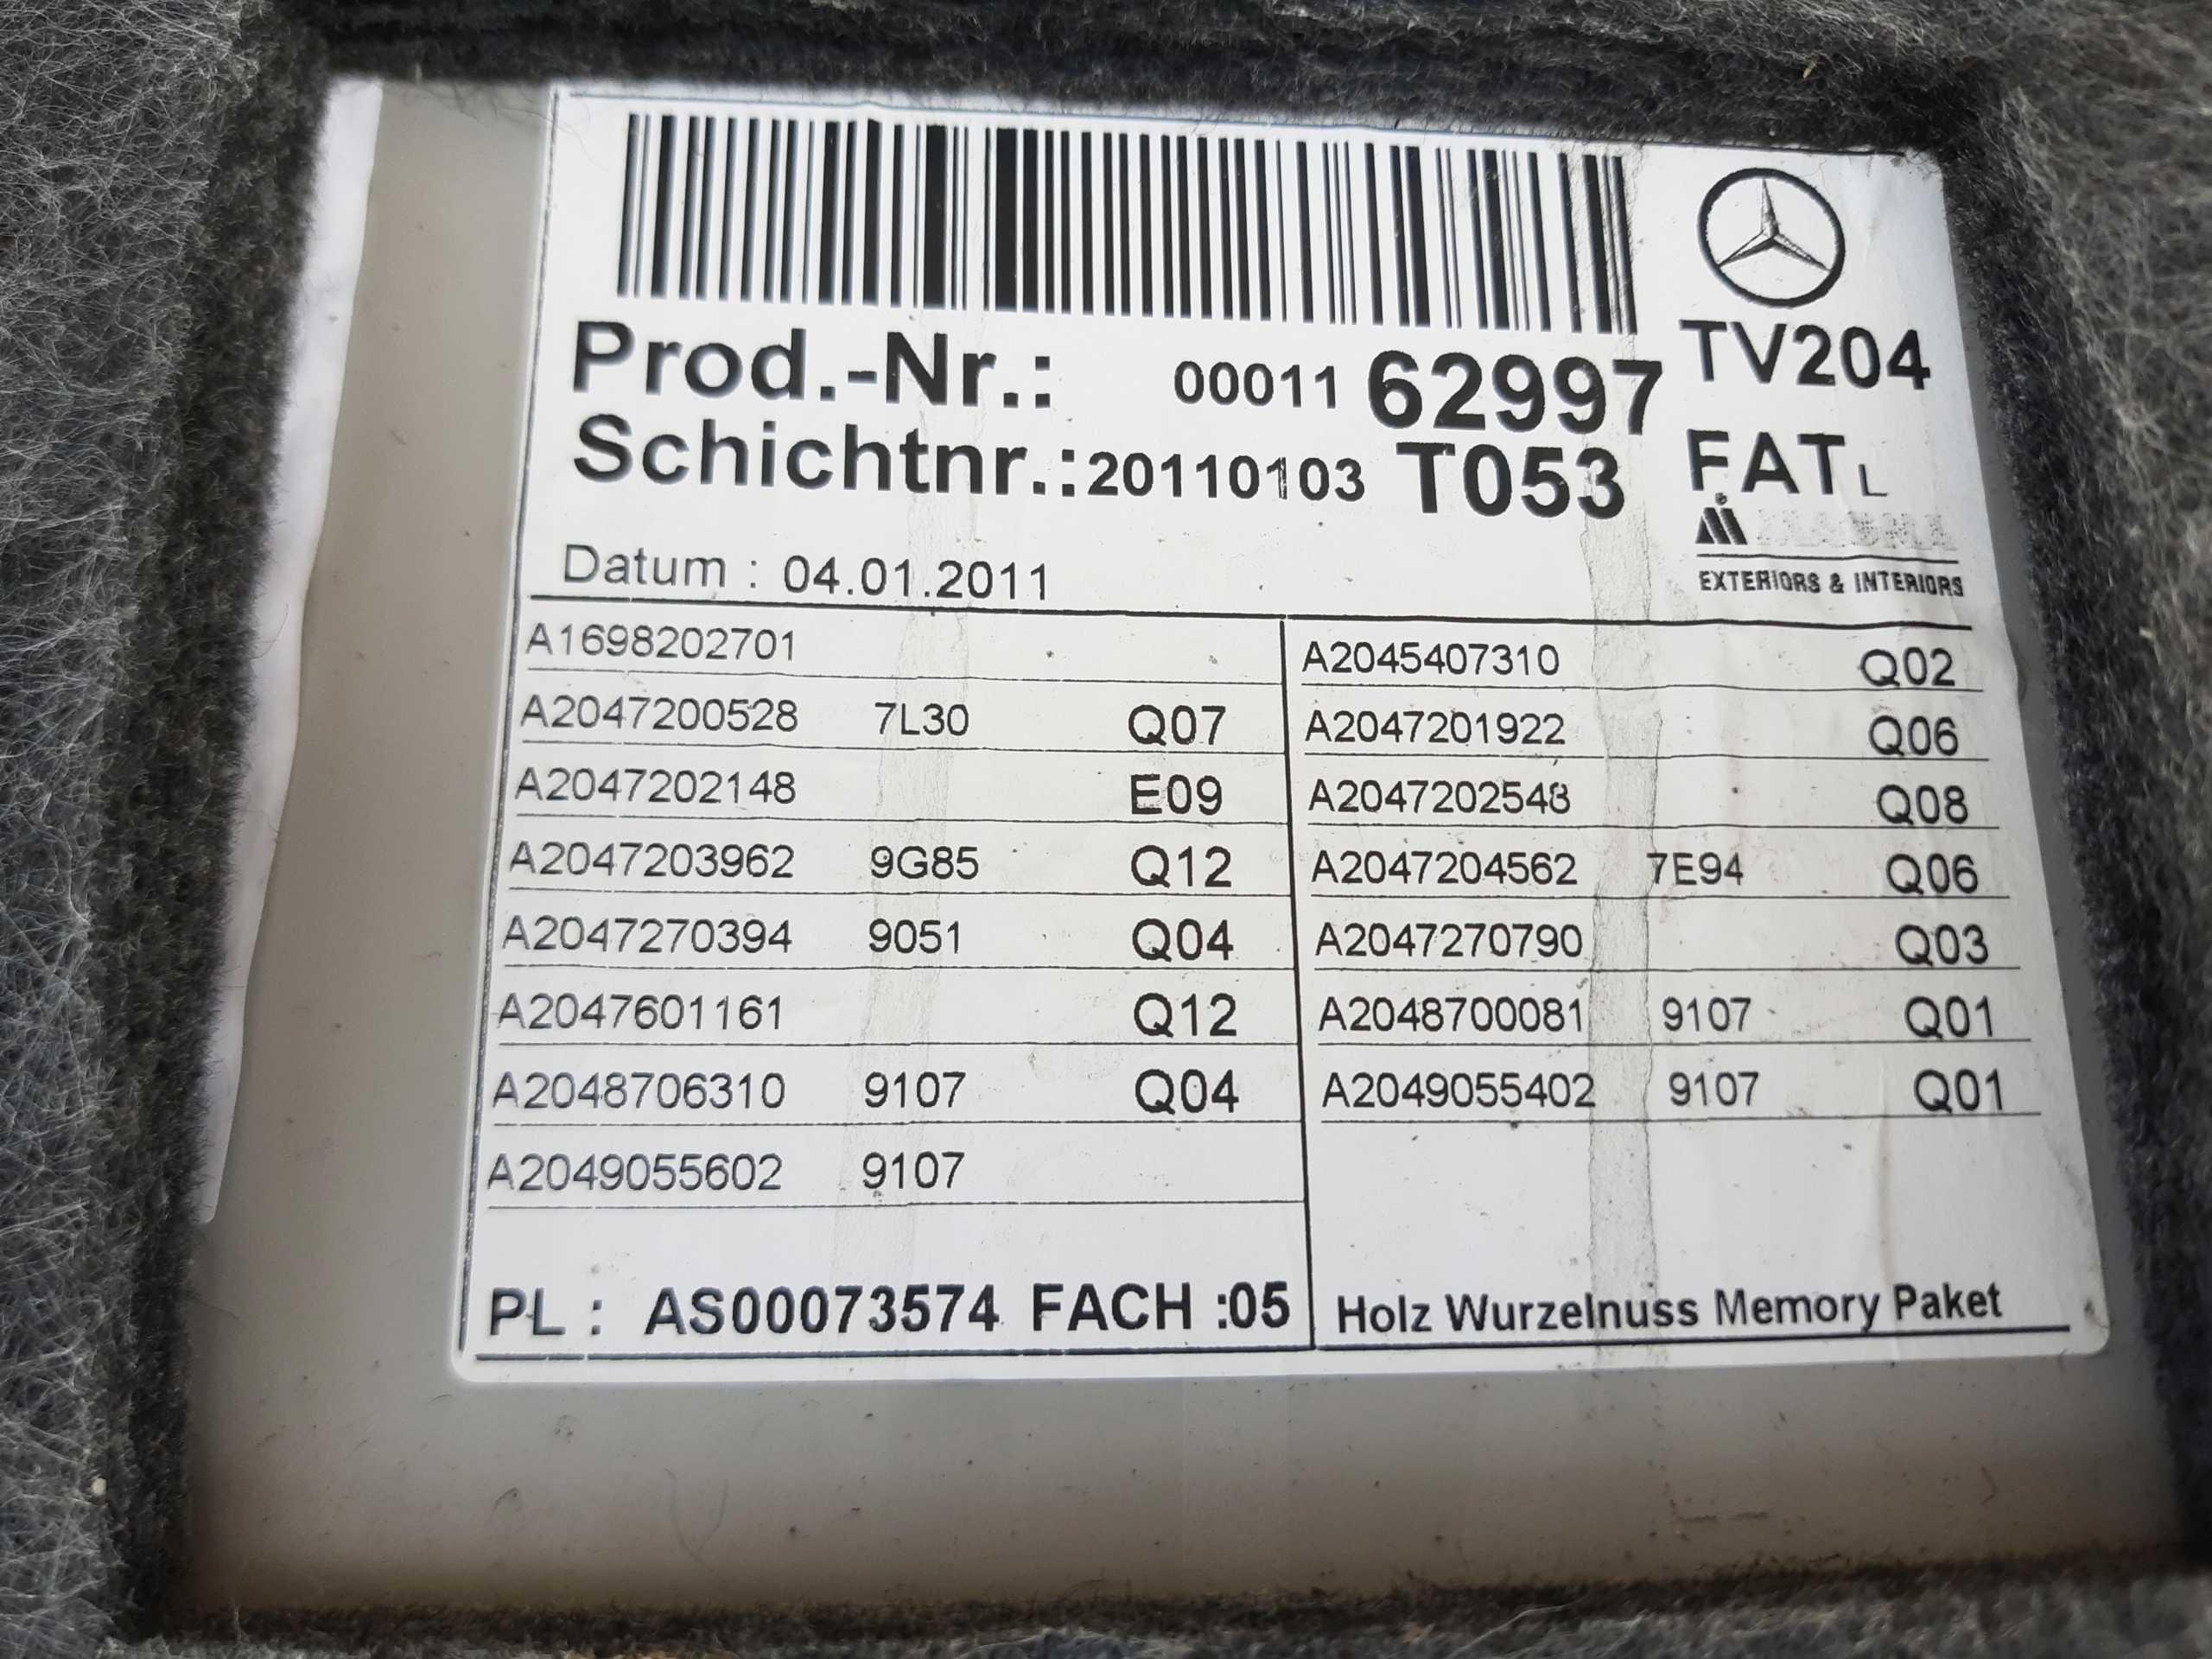 TV204
Prod.-Nr.: 00011 62997
Schichtnr.:20110103 T053
FAT L
EXTERIORS & INTERIORS
Datum : 04.01.2011
A1698202701
A2047200528 7L30 Q07
A2047202148 E09
A2047203962 9G85 Q12
A2047270394 9051 Q04
A2047601161 Q12
A2048706310 9107 Q04
A2049055602 9107
A2045407310 Q02
A2047201922 Q06
A2047202548 Q08
A2047204562 7E94 Q06
A2047270790 Q03
A2048700081 9107 Q01
A2049055402 9107 Q01
PL : AS00073574 FACH :05
Holz Wurzelnuss Memory Paket